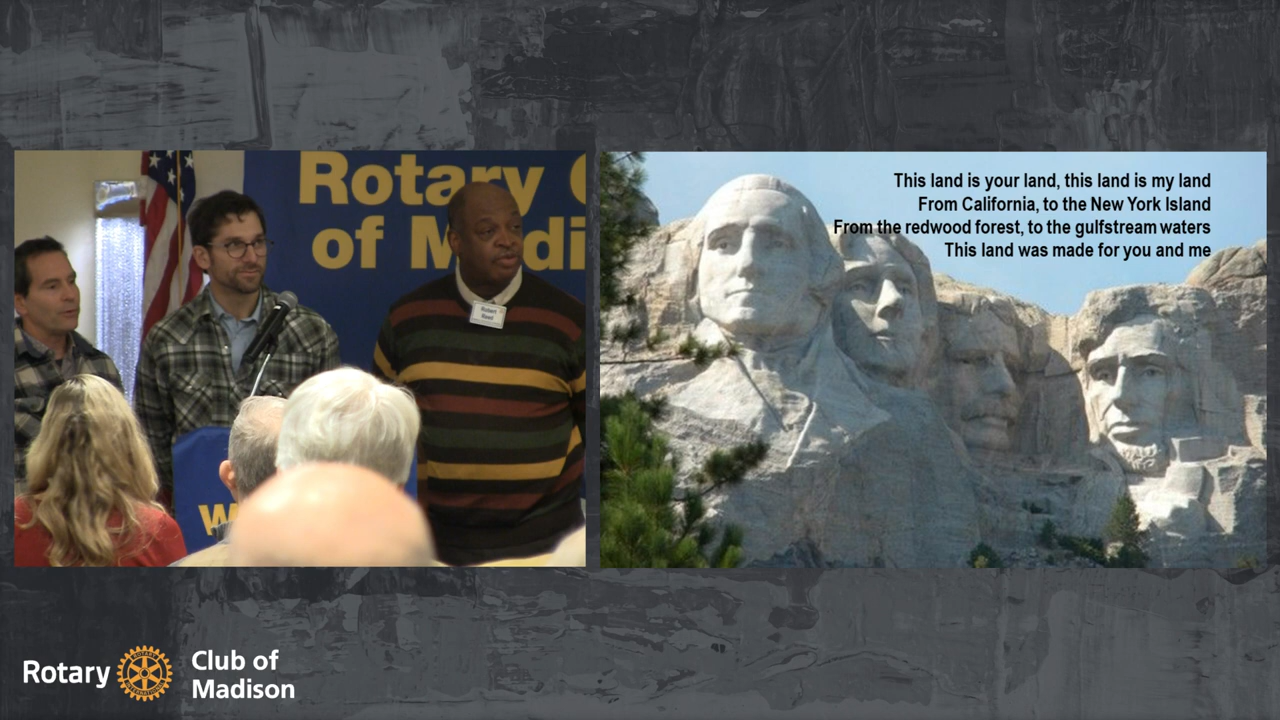 Rotary C
of Madi
Robert
W
This land is your land, this land is my land
From California, to the New York Island
From the redwood forest, to the gulfstream waters
This land was made for you and me
Rotary
Club of
Madison